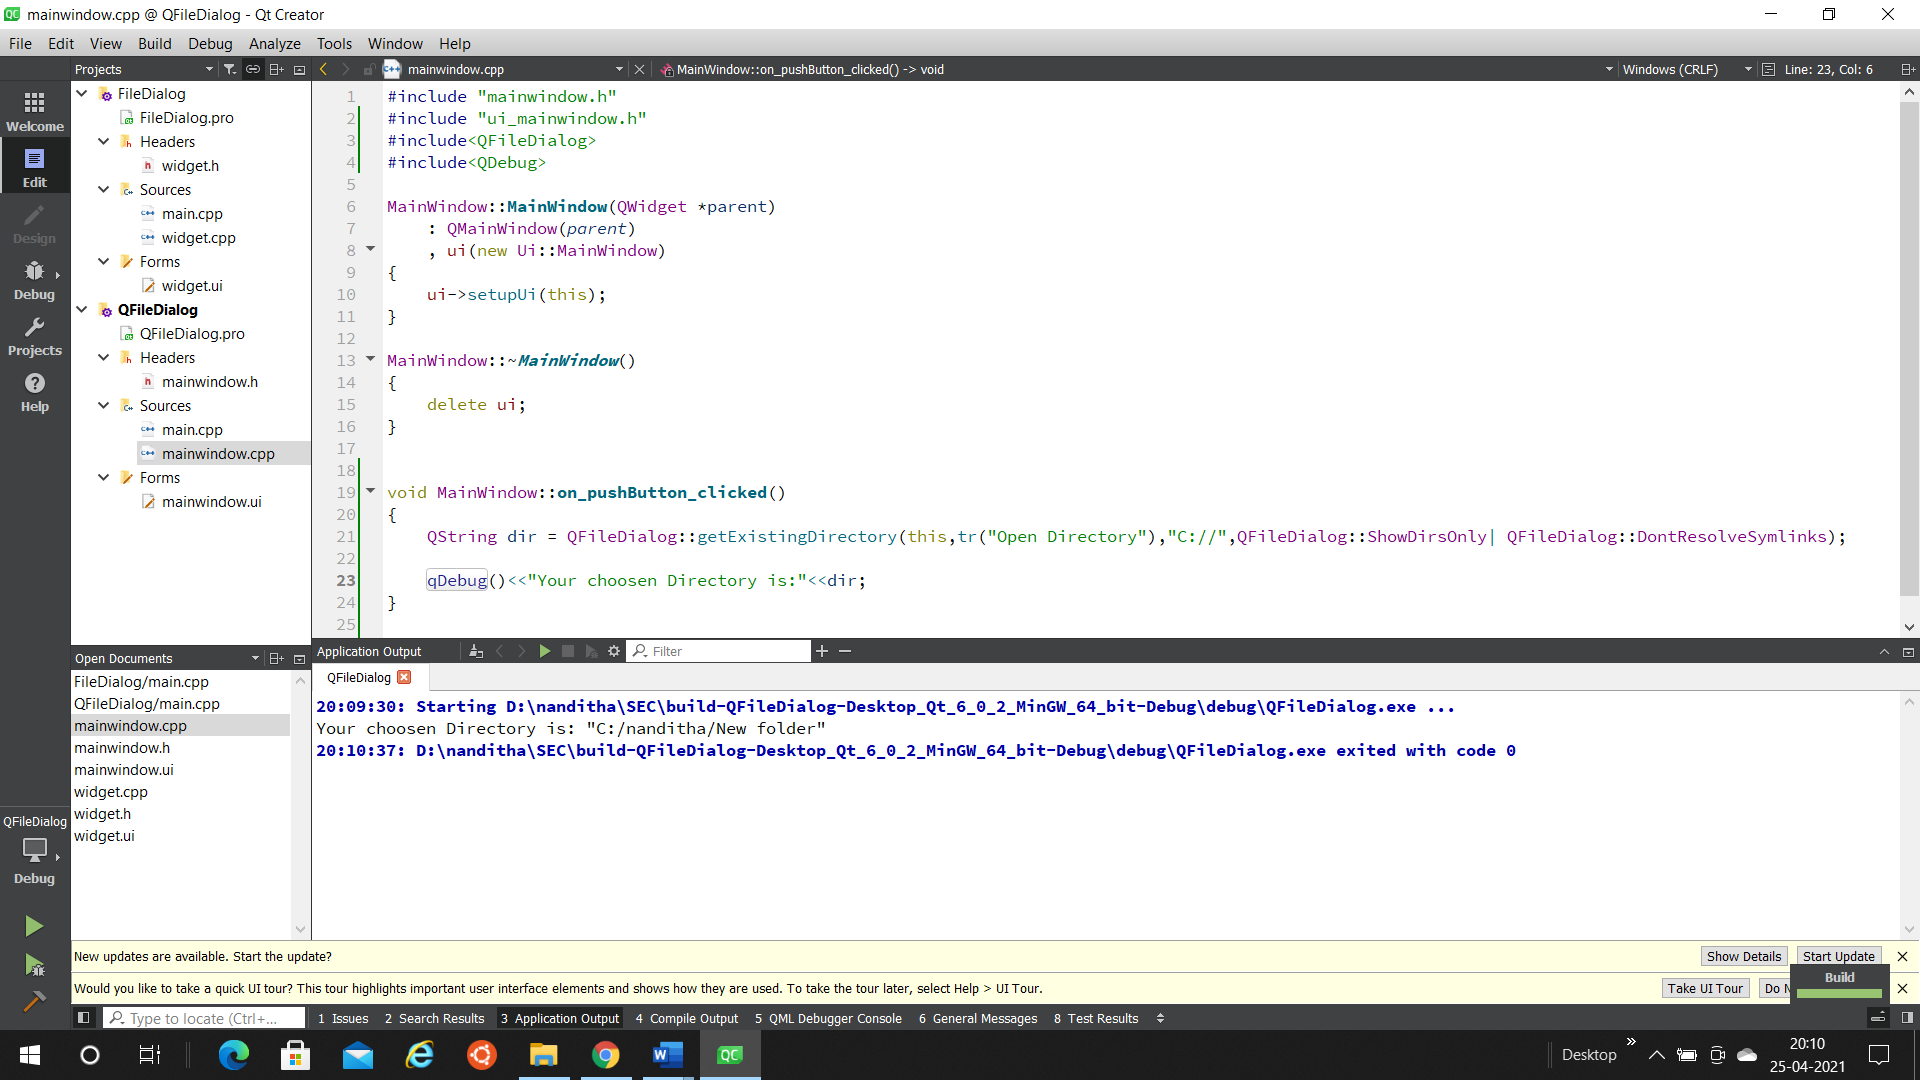 mainwindow.cpp @ QFileDialog - Qt Creator
File Edit View Build Debug Analyze Tools Window Help
Projects
mainwindow.cpp
MainWindow::on_pushButton_clicked() -> void
Windows (CRLF)
Line: 23, Col: 6
Welcome
Edit
Design
Debug
Projects
Help
FileDialog
FileDialog.pro
Headers
widget.h
Sources
main.cpp
widget.cpp
Forms
widget.ui
QFileDialog
QFileDialog.pro
Headers
mainwindow.h
Sources
main.cpp
mainwindow.cpp
Forms
mainwindow.ui
1 #include "mainwindow.h"
2 #include "ui_mainwindow.h"
3 #include<QFileDialog>
4 #include<QDebug>
5
6 MainWindow::MainWindow(QWidget *parent)
7 : QMainWindow(parent)
8 , ui(new Ui::MainWindow)
9 {
10 ui->setupUi(this);
11 }
12
13 MainWindow::~MainWindow()
14 {
15 delete ui;
16 }
17
18
19 void MainWindow::on_pushButton_clicked()
20 {
21 QString dir = QFileDialog::getExistingDirectory(this,tr("Open Directory"),"C://",QFileDialog::ShowDirsOnly| QFileDialog::DontResolveSymlinks);
22
23 qDebug()<<"Your choosen Directory is:"<<dir;
24 }
25
Open Documents
FileDialog/main.cpp
QFileDialog/main.cpp
mainwindow.cpp
mainwindow.h
mainwindow.ui
widget.cpp
widget.h
widget.ui
Application Output
Filter
QFileDialog
20:09:30: Starting D:\nanditha\SEC\build-QFileDialog-Desktop_Qt_6_0_2_MinGW_64_bit-Debug\debug\QFileDialog.exe ...
Your choosen Directory is: "C:/nanditha/New folder"
20:10:37: D:\nanditha\SEC\build-QFileDialog-Desktop_Qt_6_0_2_MinGW_64_bit-Debug\debug\QFileDialog.exe exited with code 0
QFileDialog
Debug
New updates are available. Start the update?
Show Details
Start Update
Would you like to take a quick UI tour? This tour highlights important user interface elements and shows how they are used. To take the tour later, select Help > UI Tour.
Take UI Tour
Do
Build
Type to locate (Ctrl+...
1 Issues 2 Search Results 3 Application Output 4 Compile Output 5 QML Debugger Console 6 General Messages 8 Test Results
Desktop
20:10
25-04-2021